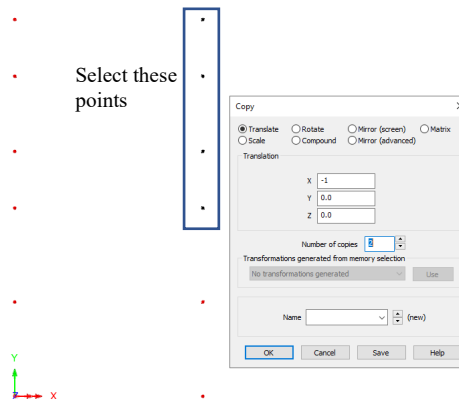 Select these
points
Copy
Translate Rotate Mirror (screen) Matrix
Scale Compound Mirror (advanced)
Translation
X -1
Y 0.0
Z 0.0
Number of copies 2
Transformations generated from memory selection
No transformations generated Use
Name (new)
OK Cancel Save Help
Y
Z X